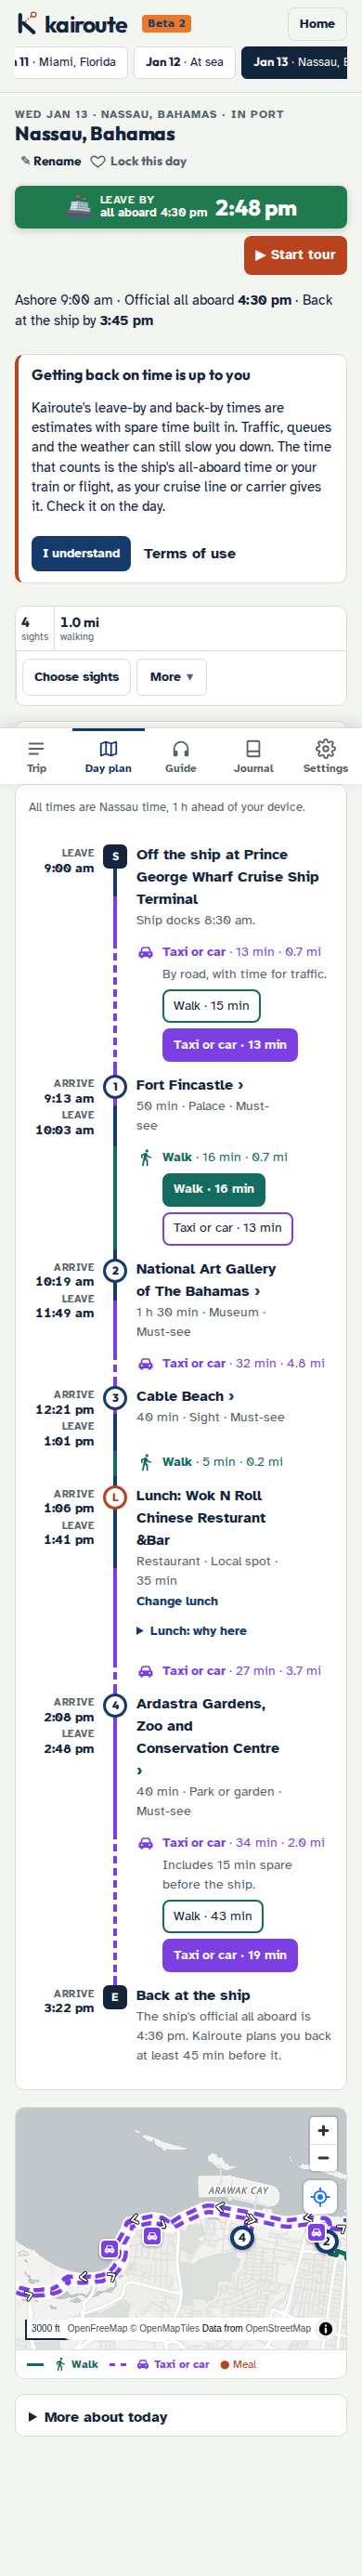 kairoute
Beta 2
Home
11 · Miami, Florida
Jan 12 · At sea
Jan 13 · Nassau,
WED JAN 13 · NASSAU, BAHAMAS · IN PORT
Nassau, Bahamas
✎ Rename
Lock this day
LEAVE BY
all aboard 4:30 pm
2:48 pm
▶ Start tour
Ashore 9:00 am · Official all aboard 4:30 pm · Back
at the ship by 3:45 pm
Getting back on time is up to you
Kairoute's leave-by and back-by times are
estimates with spare time built in. Traffic, queues
and the weather can still slow you down. The time
that counts is the ship's all-aboard time or your
train or flight, as your cruise line or carrier gives
it. Check it on the day.
I understand
Terms of use
4
sights
1.0 mi
walking
Choose sights
More ▾
Trip
Day plan
Guide
Journal
Settings
All times are Nassau time, 1 h ahead of your device.
LEAVE
9:00 am
S
Off the ship at Prince
George Wharf Cruise Ship
Terminal
Ship docks 8:30 am.
Taxi or car · 13 min · 0.7 mi
By road, with time for traffic.
Walk · 15 min
Taxi or car · 13 min
ARRIVE
9:13 am
LEAVE
10:03 am
1
Fort Fincastle ›
50 min · Palace · Must-
see
Walk · 16 min · 0.7 mi
Walk · 16 min
Taxi or car · 13 min
ARRIVE
10:19 am
LEAVE
11:49 am
2
National Art Gallery
of The Bahamas ›
1 h 30 min · Museum ·
Must-see
Taxi or car · 32 min · 4.8 mi
ARRIVE
12:21 pm
LEAVE
1:01 pm
3
Cable Beach ›
40 min · Sight · Must-see
Walk · 5 min · 0.2 mi
ARRIVE
1:06 pm
LEAVE
1:41 pm
L
Lunch: Wok N Roll
Chinese Resturant
&Bar
Restaurant · Local spot ·
35 min
Change lunch
▶ Lunch: why here
Taxi or car · 27 min · 3.7 mi
ARRIVE
2:08 pm
LEAVE
2:48 pm
4
Ardastra Gardens,
Zoo and
Conservation Centre
›
40 min · Park or garden ·
Must-see
Taxi or car · 34 min · 2.0 mi
Includes 15 min spare
before the ship.
Walk · 43 min
Taxi or car · 19 min
ARRIVE
3:22 pm
E
Back at the ship
The ship's official all aboard is
4:30 pm. Kairoute plans you back
at least 45 min before it.
+
−
ARAWAK CAY
4
2
3000 ft
OpenFreeMap © OpenMapTiles Data from OpenStreetMap
Walk
Taxi or car
Meal
▶ More about today